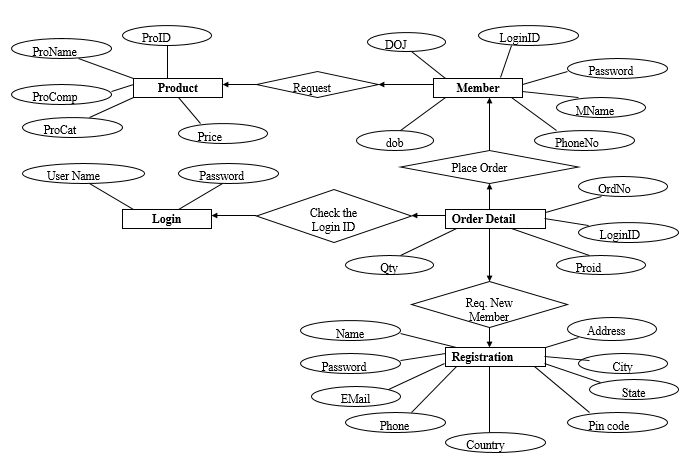 ProID
DOJ
LoginID
ProName
Password
Product
Request
Member
ProComp
MName
ProCat
Price
dob
PhoneNo
User Name
Password
Place Order
OrdNo
Login
Check the
Login ID
Order Detail
LoginID
Qty
Proid
Req. New
Member
Name
Address
Password
Registration
City
EMail
State
Phone
Pin code
Country